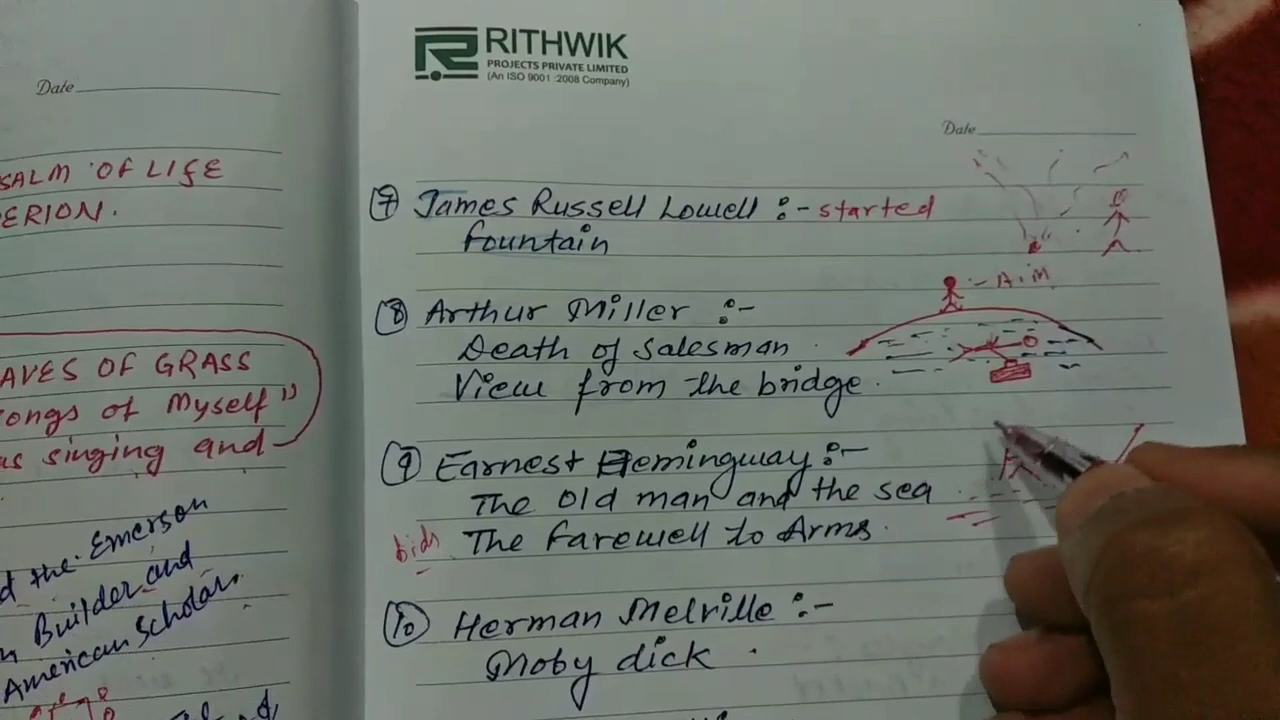 Date
SALM OF LIFE
ERION.
AVES OF GRASS
ongs of Myself"
us singing and
d the Emerson
n Builder and
American Scholar.
RITHWIK
PROJECTS PRIVATE LIMITED
(An ISO 9001 :2008 Company)
Date
7 James Russell Lowell :- started
fountain
8 Arthur Miller :-
:- AIM
Death of Salesman
View from the bridge.
9 Earnest Hemingway :-
The old man and the sea
bids The Farewell to Arms.
10 Herman Melville :-
Moby dick